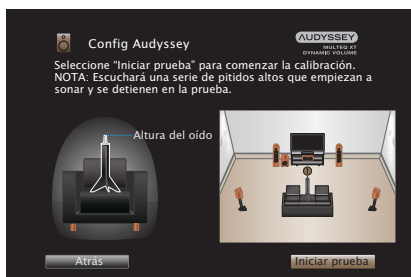 Config Audyssey
AUDYSSEY
MULTEQ XT
DYNAMIC VOLUME
Seleccione “Iniciar prueba” para comenzar la calibración.
NOTA: Escuchará una serie de pitidos altos que empiezan a
sonar y se detienen en la prueba.
Altura del oído
Atrás
Iniciar prueba